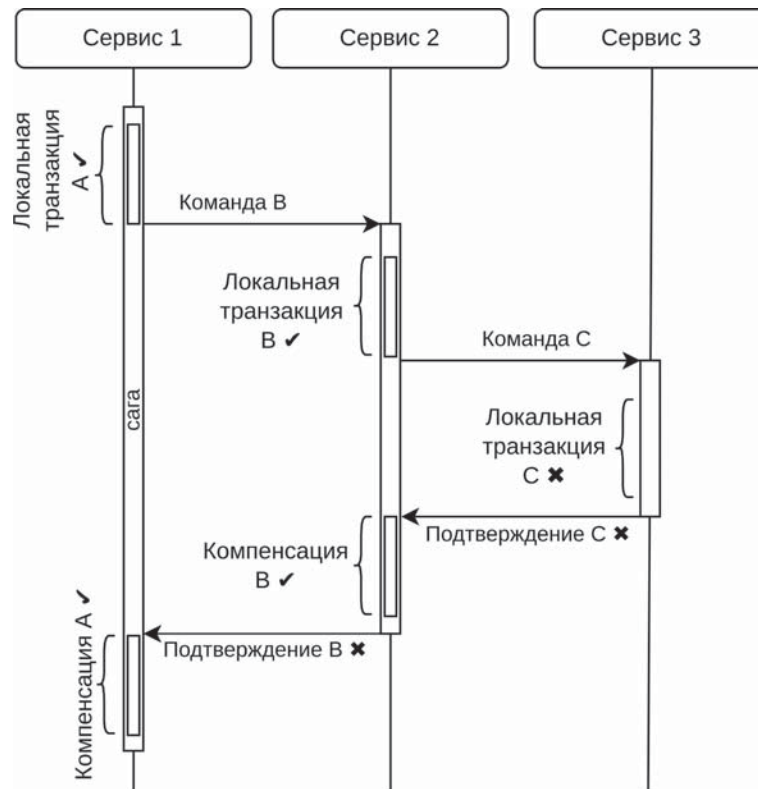 Сервис 1
Сервис 2
Сервис 3
Локальная
транзакция
A ✔
Команда B
Локальная
транзакция
B ✔
Команда C
сага
Локальная
транзакция
C ✖
Подтверждение C ✖
Компенсация
B ✔
Подтверждение B ✖
Компенсация A ✔